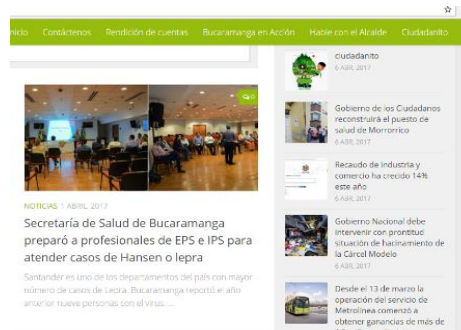 nicio Contáctenos Rendición de cuentas Bucaramanga en Acción Hable con el Alcalde Ciudadanito
0
NOTICIAS 1 ABRIL, 2017
Secretaría de Salud de Bucaramanga
preparó a profesionales de EPS e IPS para
atender casos de Hansen o lepra
Santander es uno de los departamentos del país con mayor
número de casos de Lepra. Bucaramanga reportó el año
anterior nueve personas con el virus, ...
ciudadanito
6 ABR, 2017
Gobierno de los Ciudadanos
reconstruirá el puesto de
salud de Morrorrico
6 ABR, 2017
Recaudo de industria y
comercio ha crecido 14%
este año
6 ABR, 2017
Gobierno Nacional debe
intervenir con prontitud
situación de hacinamiento de
la Cárcel Modelo
6 ABR, 2017
Desde el 13 de marzo la
operación del servicio de
Metrolínea comenzó a
obtener ganancias de más de